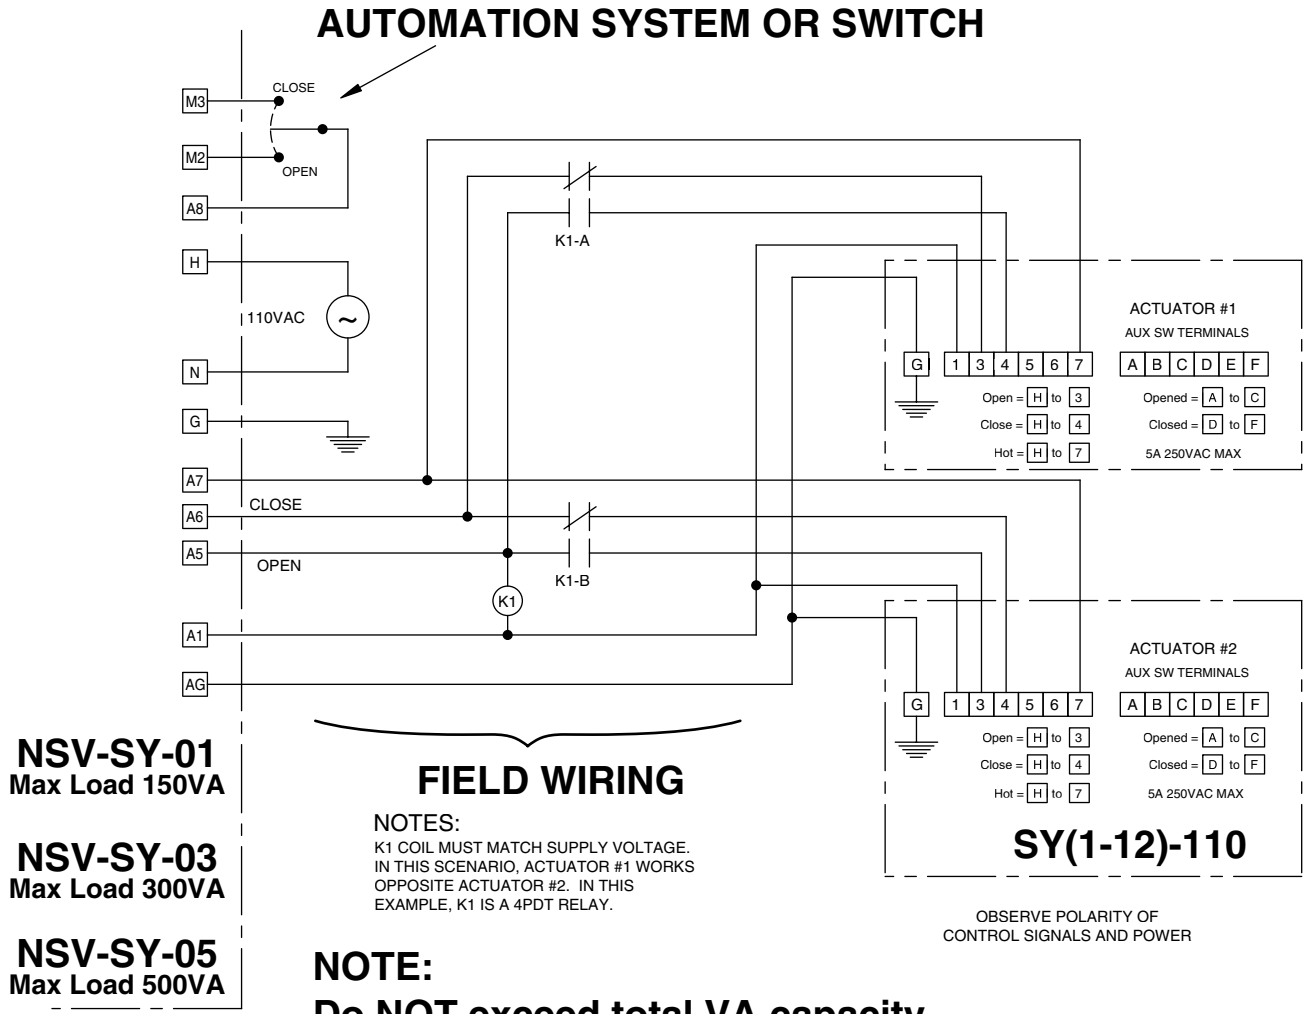 AUTOMATION SYSTEM OR SWITCH
M3
CLOSE
M2
OPEN
A8
H
110VAC
~
N
G
A7
CLOSE
A6
A5
OPEN
A1
AG
K1-A
K1-B
K1
ACTUATOR #1
AUX SW TERMINALS
G 1 3 4 5 6 7 A B C D E F
Open = H to 3 Opened = A to C
Close = H to 4 Closed = D to F
Hot = H to 7 5A 250VAC MAX
ACTUATOR #2
AUX SW TERMINALS
G 1 3 4 5 6 7 A B C D E F
Open = H to 3 Opened = A to C
Close = H to 4 Closed = D to F
Hot = H to 7 5A 250VAC MAX
SY(1-12)-110
OBSERVE POLARITY OF
CONTROL SIGNALS AND POWER
NSV-SY-01
Max Load 150VA
NSV-SY-03
Max Load 300VA
NSV-SY-05
Max Load 500VA
FIELD WIRING
NOTES:
K1 COIL MUST MATCH SUPPLY VOLTAGE.
IN THIS SCENARIO, ACTUATOR #1 WORKS
OPPOSITE ACTUATOR #2. IN THIS
EXAMPLE, K1 IS A 4PDT RELAY.
NOTE:
Do NOT exceed total VA capacity